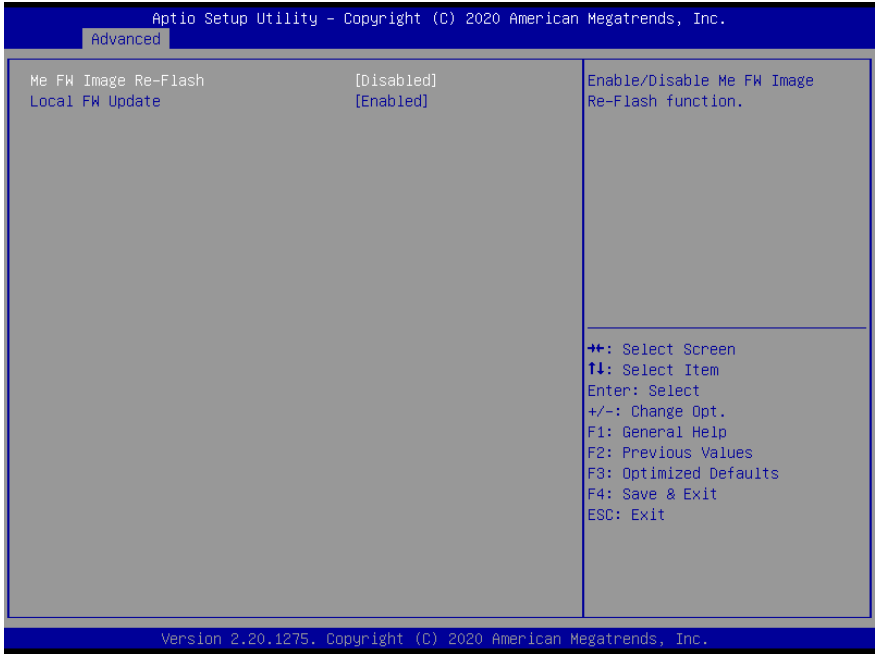 Aptio Setup Utility – Copyright (C) 2020 American Megatrends, Inc.
Advanced
Me FW Image Re-Flash [Disabled]
Local FW Update [Enabled]
Enable/Disable Me FW Image
Re-Flash function.
→←: Select Screen
↑↓: Select Item
Enter: Select
+/-: Change Opt.
F1: General Help
F2: Previous Values
F3: Optimized Defaults
F4: Save & Exit
ESC: Exit
Version 2.20.1275. Copyright (C) 2020 American Megatrends, Inc.